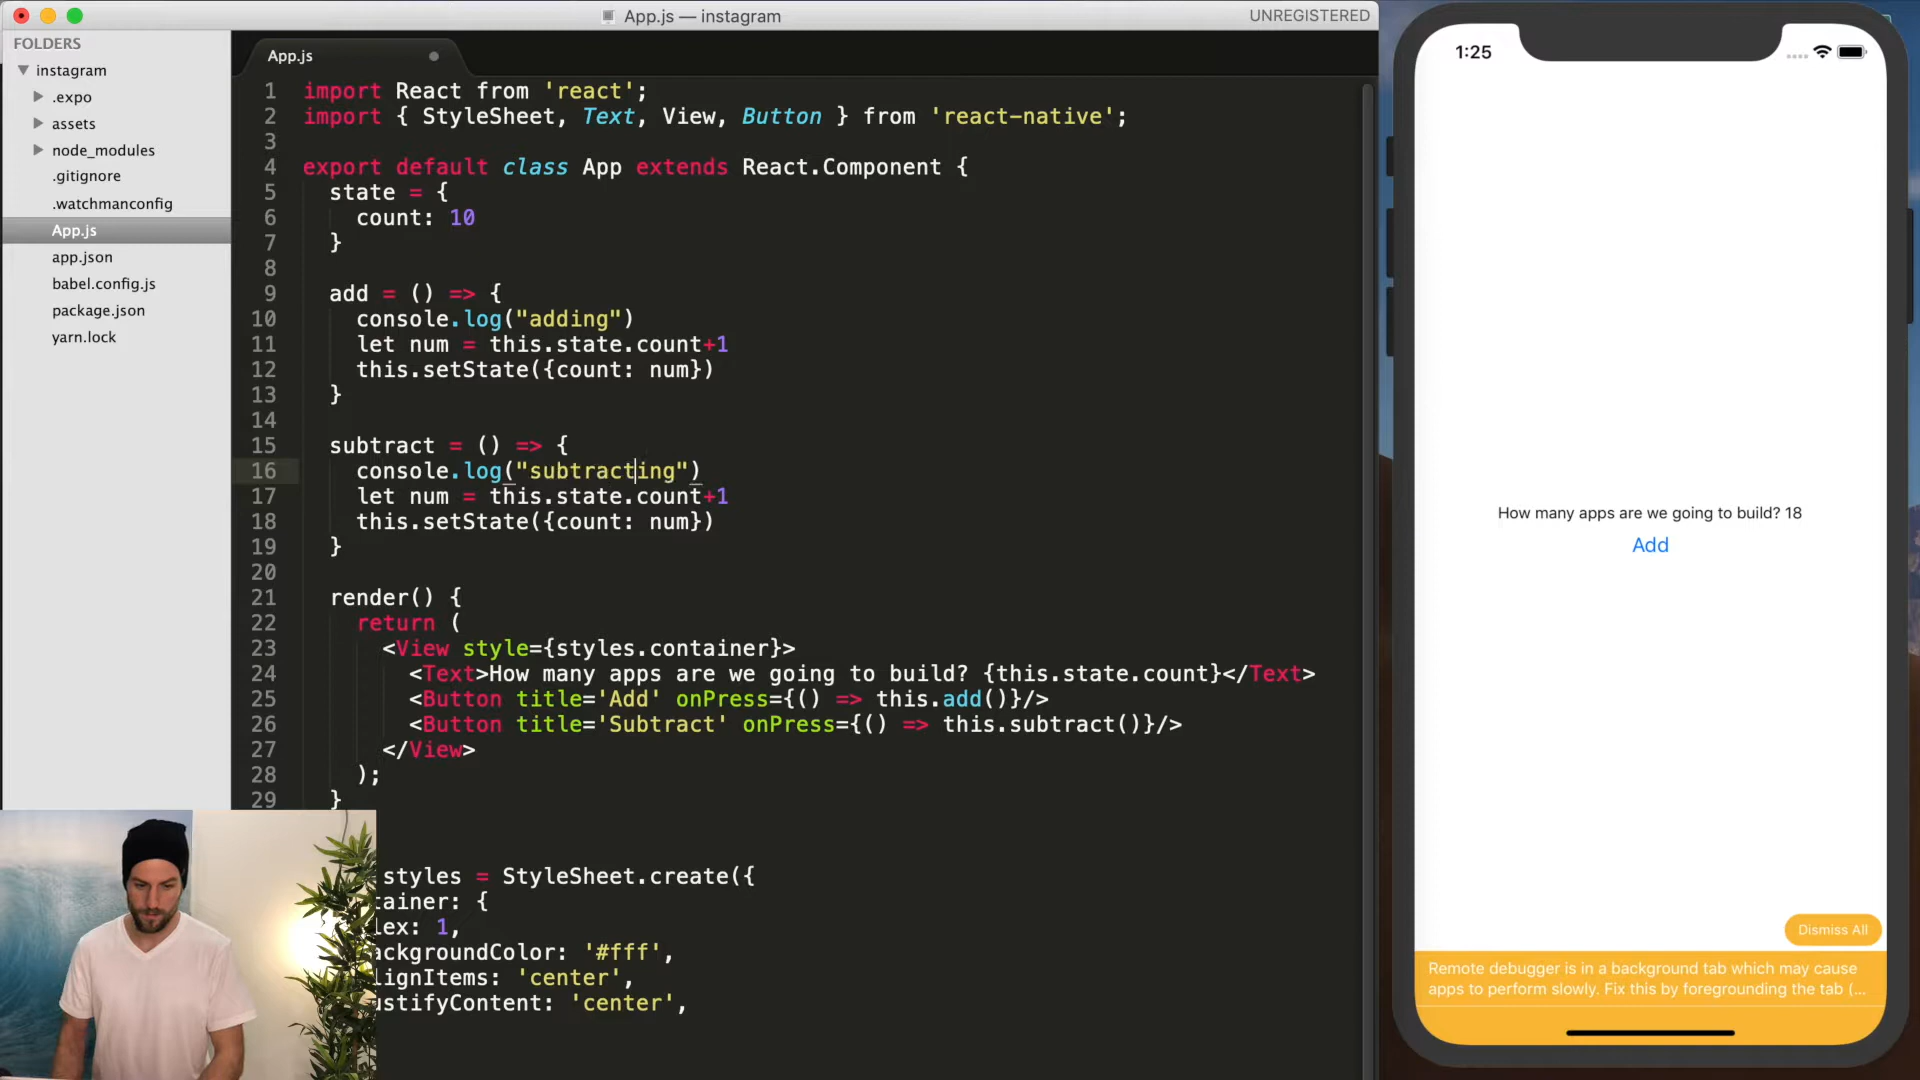 App.js — instagram
UNREGISTERED
FOLDERS
instagram
.expo
assets
node_modules
.gitignore
.watchmanconfig
App.js
app.json
babel.config.js
package.json
yarn.lock
App.js
1 import React from 'react';
2 import { StyleSheet, Text, View, Button } from 'react-native';
3
4 export default class App extends React.Component {
5 state = {
6 count: 10
7 }
8
9 add = () => {
10 console.log("adding")
11 let num = this.state.count+1
12 this.setState({count: num})
13 }
14
15 subtract = () => {
16 console.log("subtracting")
17 let num = this.state.count+1
18 this.setState({count: num})
19 }
20
21 render() {
22 return (
23 <View style={styles.container}>
24 <Text>How many apps are we going to build? {this.state.count}</Text>
25 <Button title='Add' onPress={() => this.add()}/>
26 <Button title='Subtract' onPress={() => this.subtract()}/>
27 </View>
28 );
29 }
styles = StyleSheet.create({
tainer: {
lex: 1,
ackgroundColor: '#fff',
lignItems: 'center',
ustifyContent: 'center',
1:25
How many apps are we going to build? 18
Add
Dismiss All
Remote debugger is in a background tab which may cause
apps to perform slowly. Fix this by foregrounding the tab (...